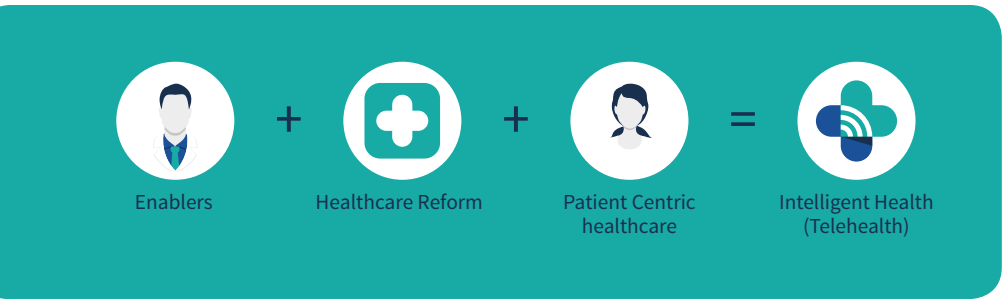 + + =
Enablers
Healthcare Reform
Patient Centric
healthcare
Intelligent Health
(Telehealth)